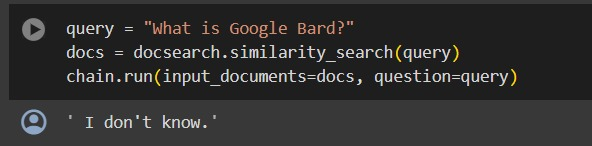 query = "What is Google Bard?"
docs = docsearch.similarity_search(query)
chain.run(input_documents=docs, question=query)
' I don't know.'